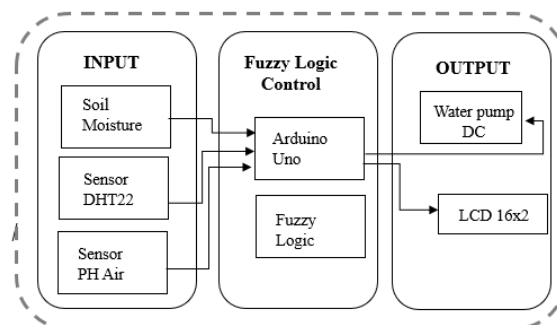 INPUT
Soil
Moisture
Sensor
DHT22
Sensor
PH Air
Fuzzy Logic
Control
Arduino
Uno
Fuzzy
Logic
OUTPUT
Water pump
DC
LCD 16x2